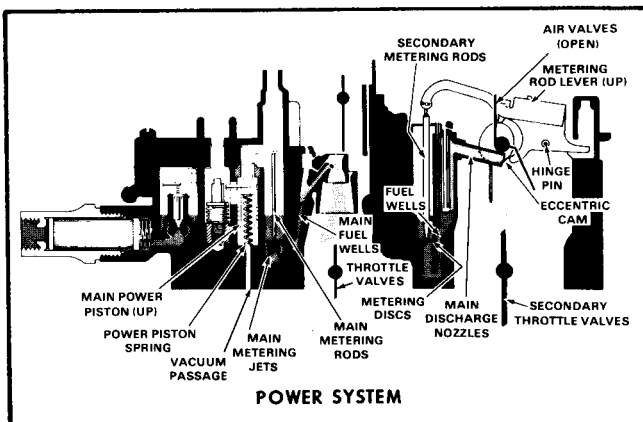 AIR VALVES
(OPEN)
SECONDARY
METERING RODS
METERING
ROD LEVER (UP)
HINGE
PIN
ECCENTRIC
CAM
FUEL
WELLS
MAIN
FUEL
WELLS
THROTTLE
VALVES
METERING
DISCS
MAIN
DISCHARGE
NOZZLES
SECONDARY
THROTTLE VALVES
MAIN POWER
PISTON (UP)
POWER PISTON
SPRING
VACUUM
PASSAGE
MAIN
METERING
JETS
MAIN
METERING
RODS
POWER SYSTEM